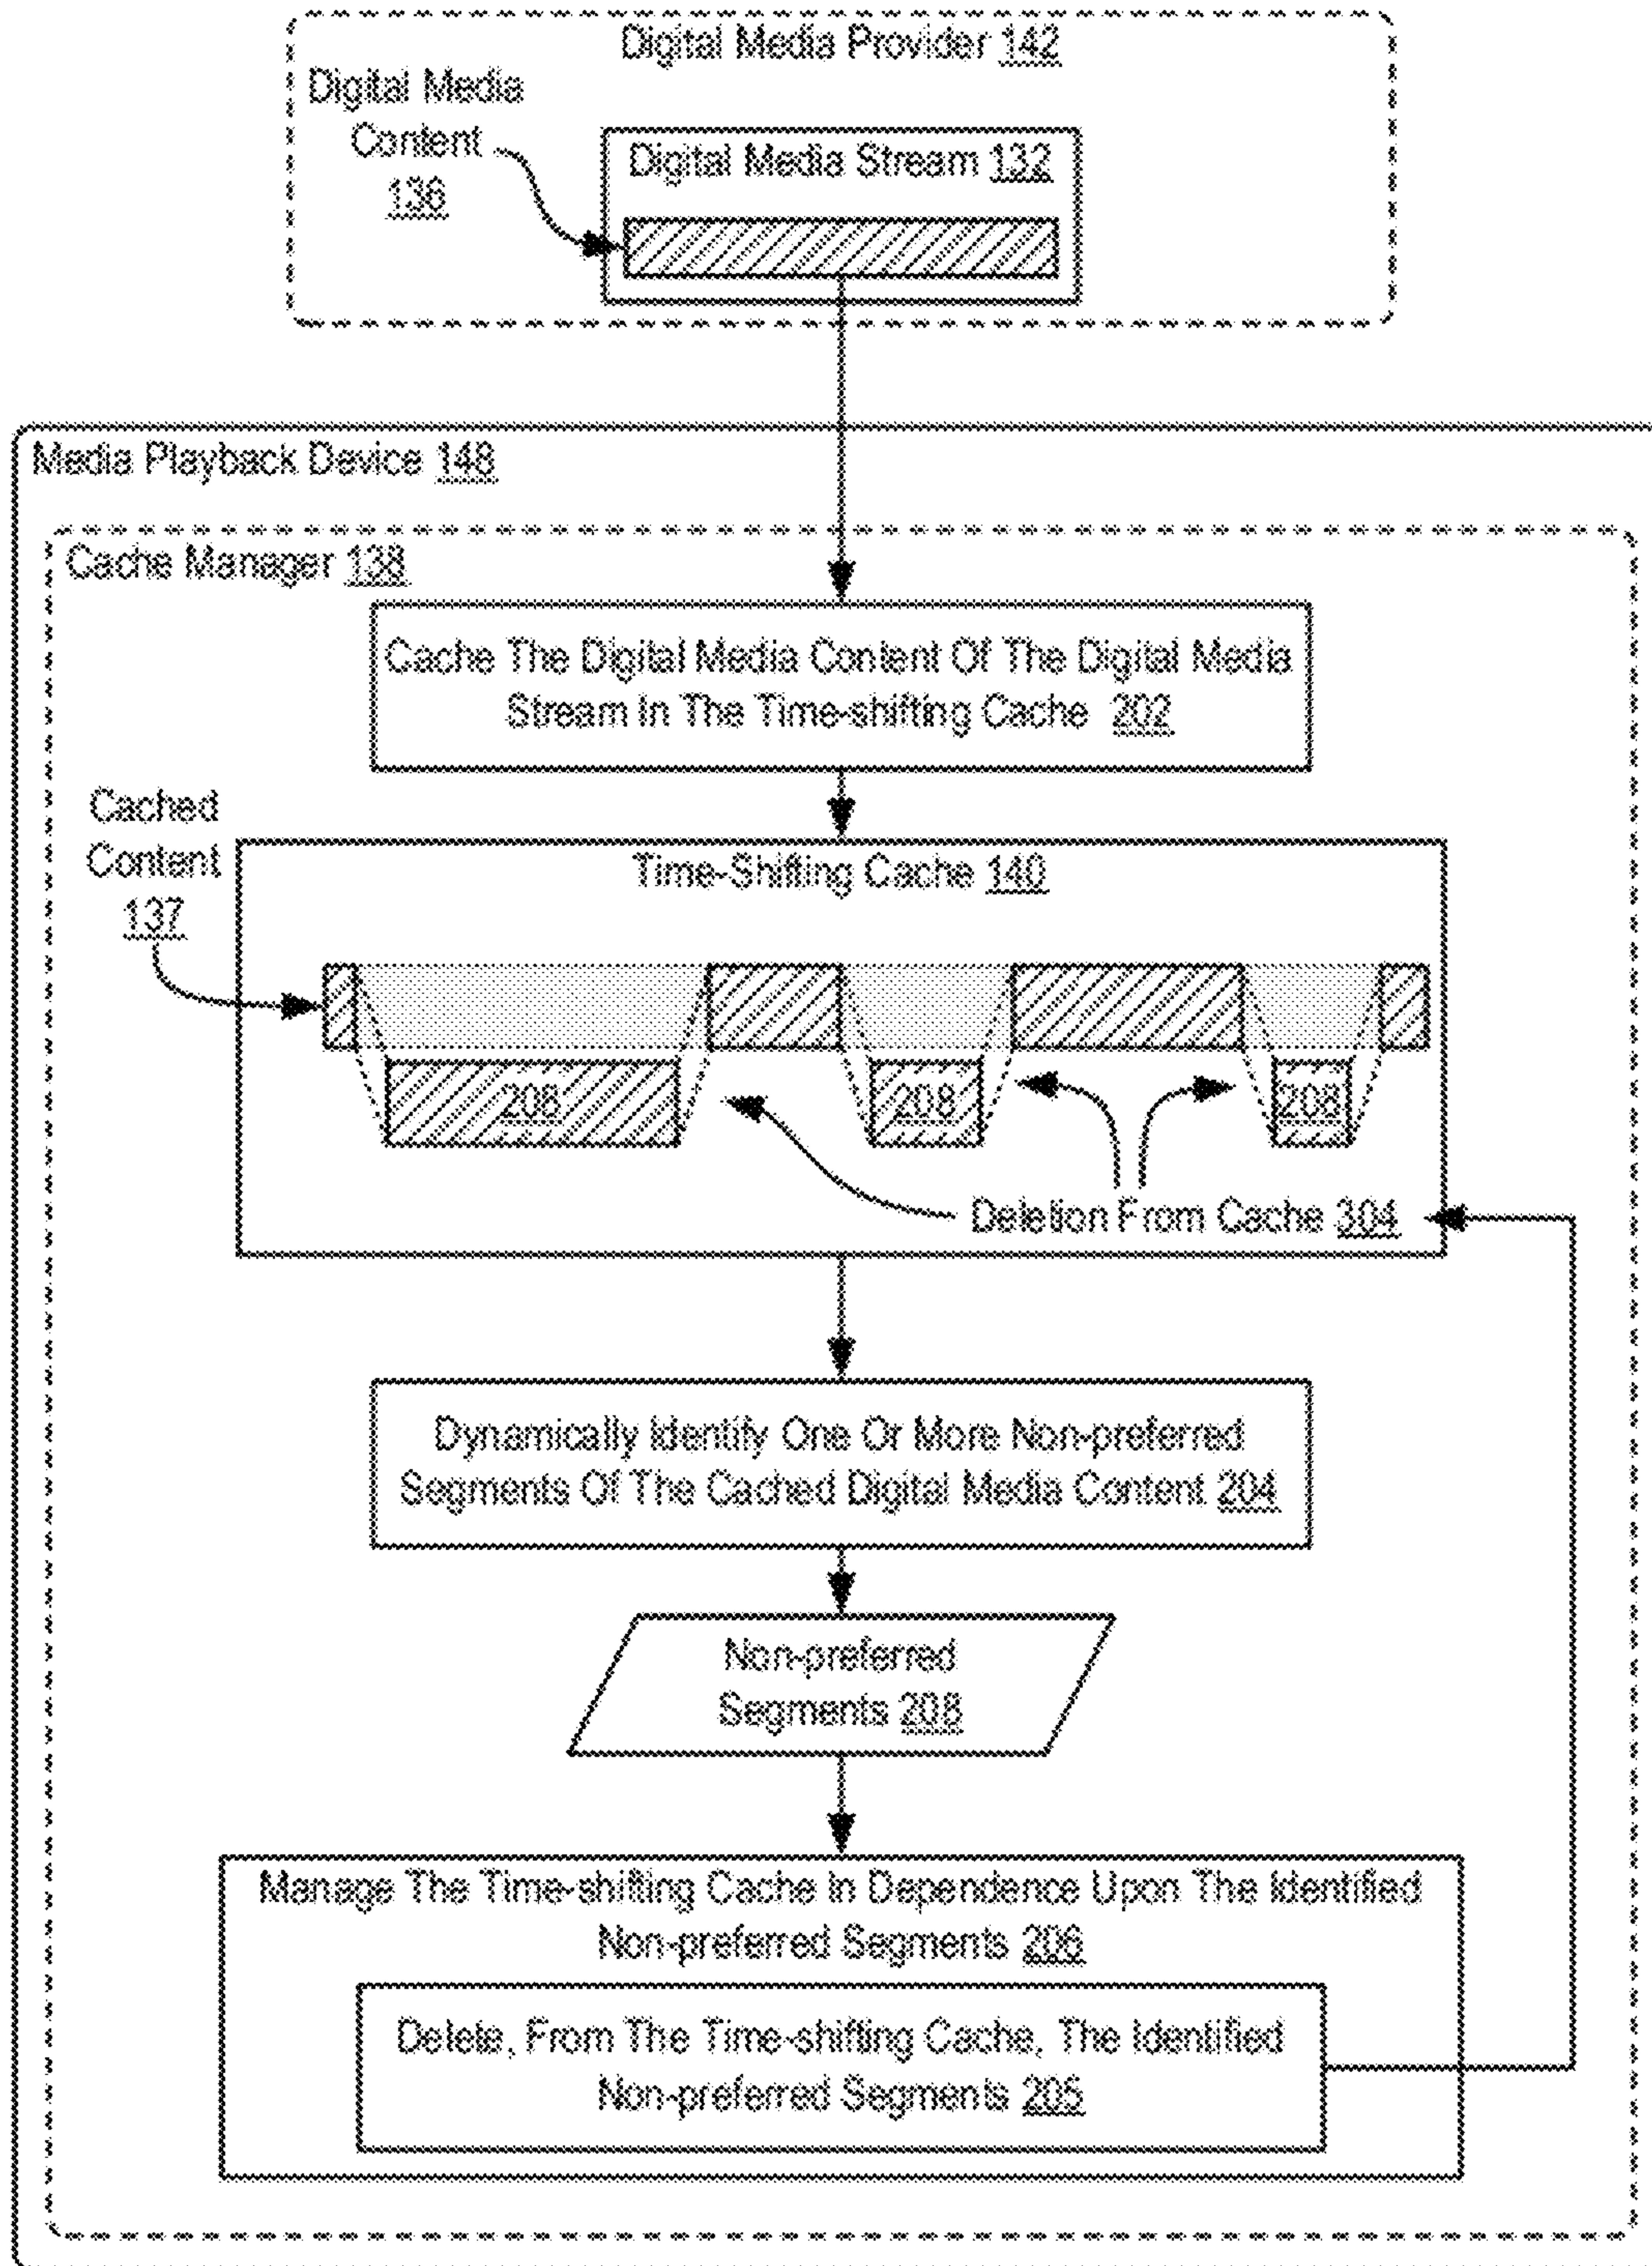 Digital Media Provider 142
Digital Media
Content
136
Digital Media Stream 132
Media Playback Device 148
Cache Manager 138
Cache The Digital Media Content Of The Digital Media
Stream In The Time-shifting Cache 202
Cached
Content
137
Time-Shifting Cache 140
208
208
208
Deletion From Cache 304
Dynamically Identify One Or More Non-preferred
Segments Of The Cached Digital Media Content 204
Non-preferred
Segments 208
Manage The Time-shifting Cache In Dependence Upon The Identified
Non-preferred Segments 206
Delete, From The Time-shifting Cache, The Identified
Non-preferred Segments 205